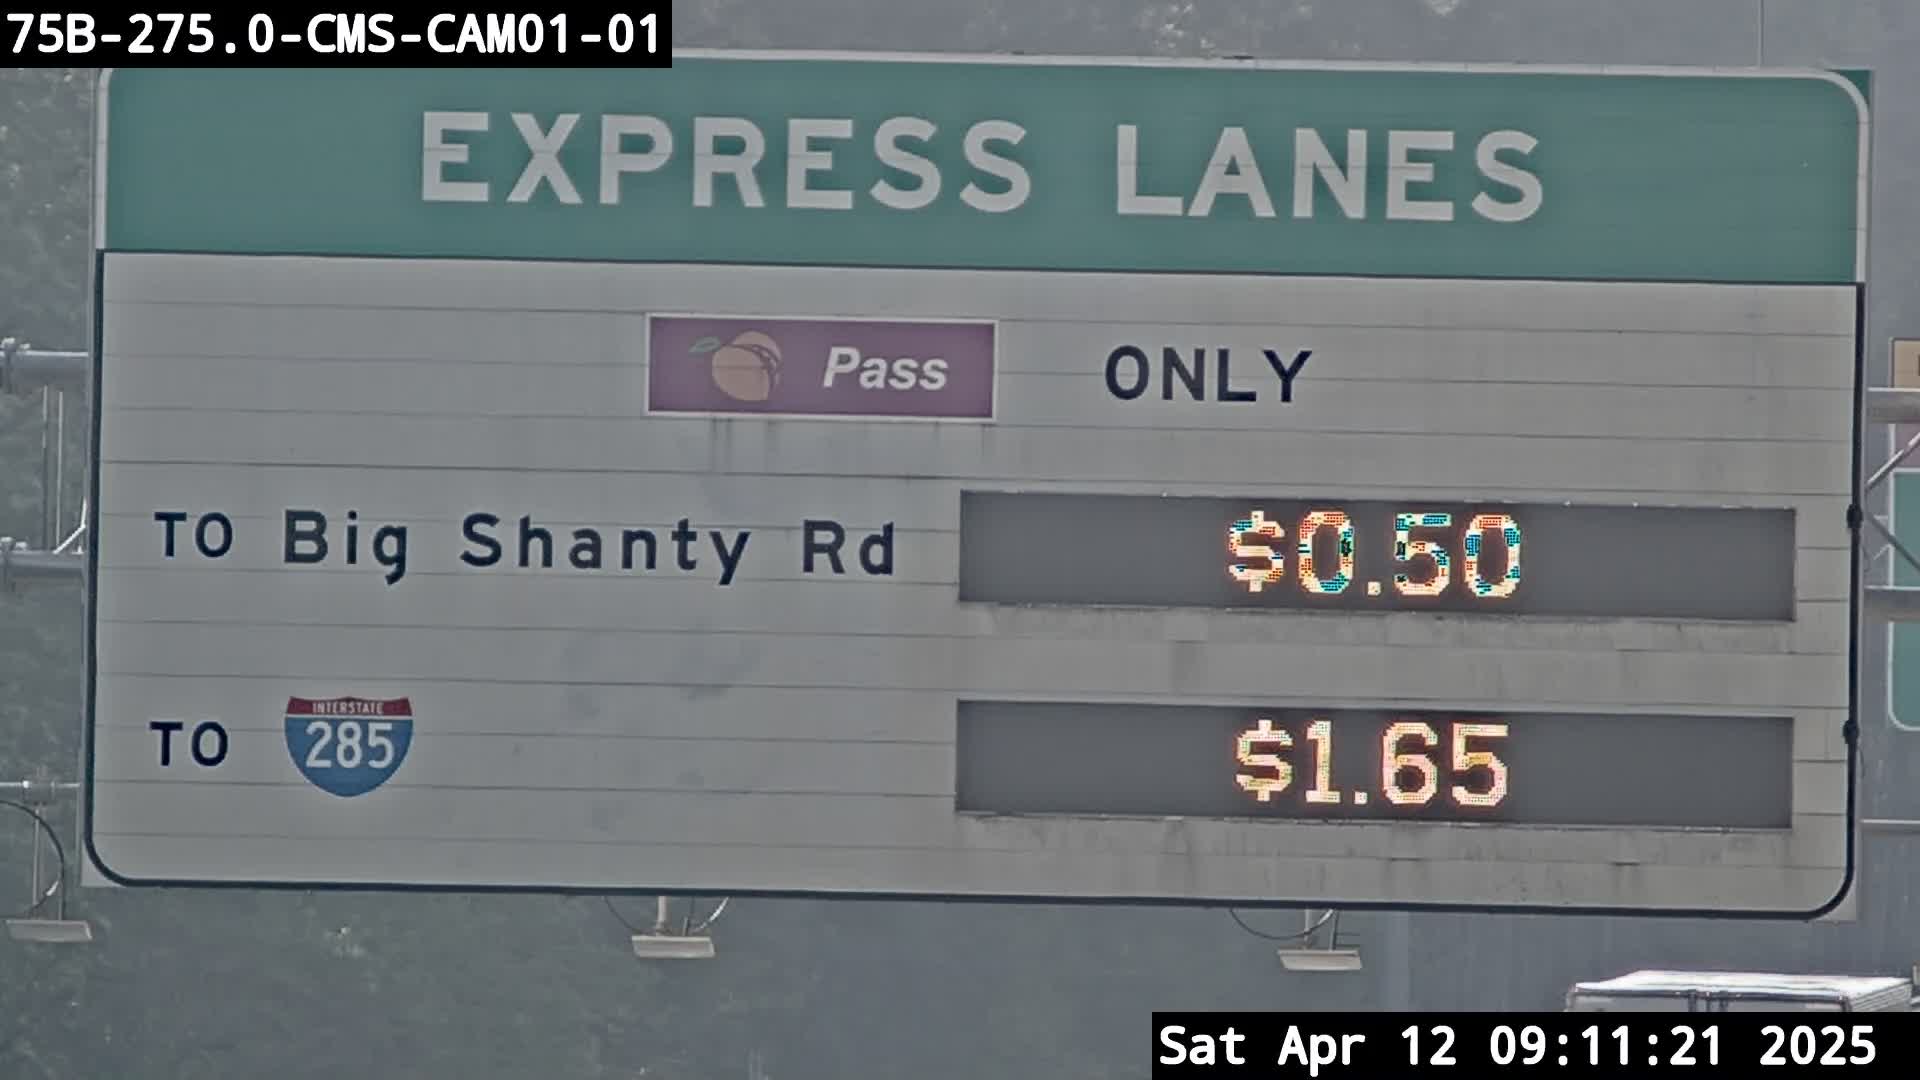 75B-275.0-CMS-CAM01-01
EXPRESS LANES
Pass ONLY
TO Big Shanty Rd $0.50
INTERSTATE
TO 285 $1.65
Sat Apr 12 09:11:21 2025